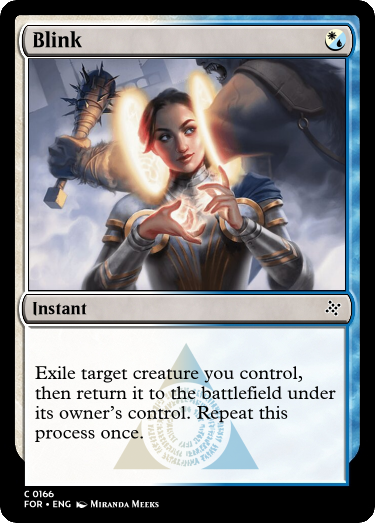 Blink
Instant
Exile target creature you control,
then return it to the battlefield under
its owner's control. Repeat this
process once.
C 0166
FOR • ENG Miranda Meeks